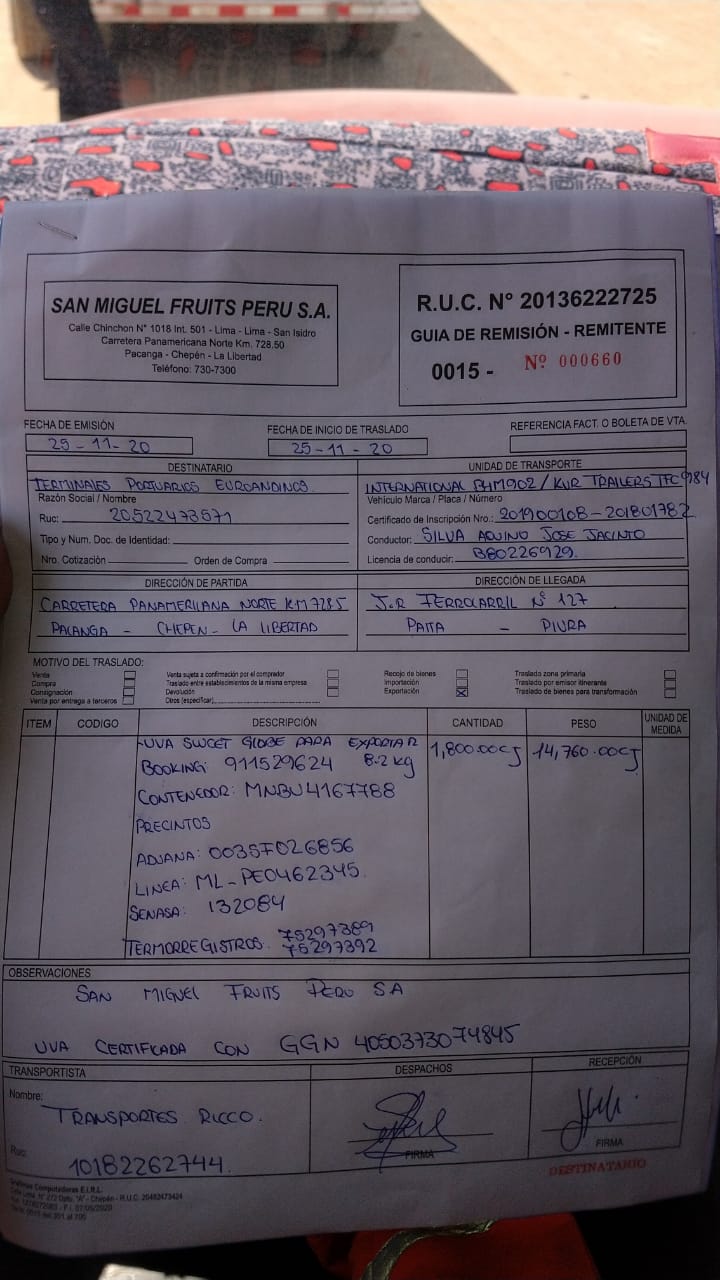 SAN MIGUEL FRUITS PERU S.A.
Calle Chinchon N° 1018 Int. 501 - Lima - Lima - San Isidro
Carretera Panamericana Norte Km. 728.50
Pacanga - Chepén - La Libertad
Teléfono: 730-7300
R.U.C. N° 20136222725
GUIA DE REMISIÓN - REMITENTE
0015 - Nº 000660
FECHA DE EMISIÓN
25-11-20
FECHA DE INICIO DE TRASLADO
25-11-20
REFERENCIA FACT. O BOLETA DE VTA.
DESTINATARIO
TERMINALES PORTUARIOS EUROANDINOS
Razón Social / Nombre
Ruc: 20522473571
Tipo y Num. Doc. de Identidad:
Nro. Cotización Orden de Compra
UNIDAD DE TRANSPORTE
INTERNATIONAL / KUR TRAILERS
Vehículo Marca / Placa / Número
Certificado de Inscripción Nro.:
Conductor: SILVA AQUINO JOSE JACINTO
Licencia de conducir: B80226929
DIRECCIÓN DE PARTIDA
CARRETERA PANAMERICANA NORTE KM 728.5
PACANGA - CHEPEN - LA LIBERTAD
DIRECCIÓN DE LLEGADA
J.R FERROCARRIL N° 127
PAITA - PIURA
MOTIVO DEL TRASLADO:
Venta
Compra
Consignación
Venta por entrega a terceros
Venta sujeta a confirmación por el comprador
Traslado entre establecimientos de la misma empresa
Devolución
Otros (especificar)
Recojo de bienes
Importación
Exportación X
Traslado zona primaria
Traslado por emisor itinerante
Traslado de bienes para transformación
ITEM CODIGO DESCRIPCIÓN CANTIDAD PESO UNIDAD DE MEDIDA
-UVA SWEET GLOBE PARA EXPORTAR 1,800.00CJ 14,760.00CJ
BOOKING: 911529624 8.2 kg
CONTENEDOR: MNBU4167788
PRECINTOS
ADUANA: 0035F026856
LINEA: ML-PE0462345
SENASA: 132084
TERMORREGISTROS: 75297389
75297392
OBSERVACIONES
SAN MIGUEL FRUITS PERU SA
UVA CERTIFICADA CON GGN 4050373074845
TRANSPORTISTA
Nombre:
TRANSPORTES RICCO.
Ruc:
10182262744.
DESPACHOS
FIRMA
RECEPCIÓN
FIRMA
DESTINATARIO